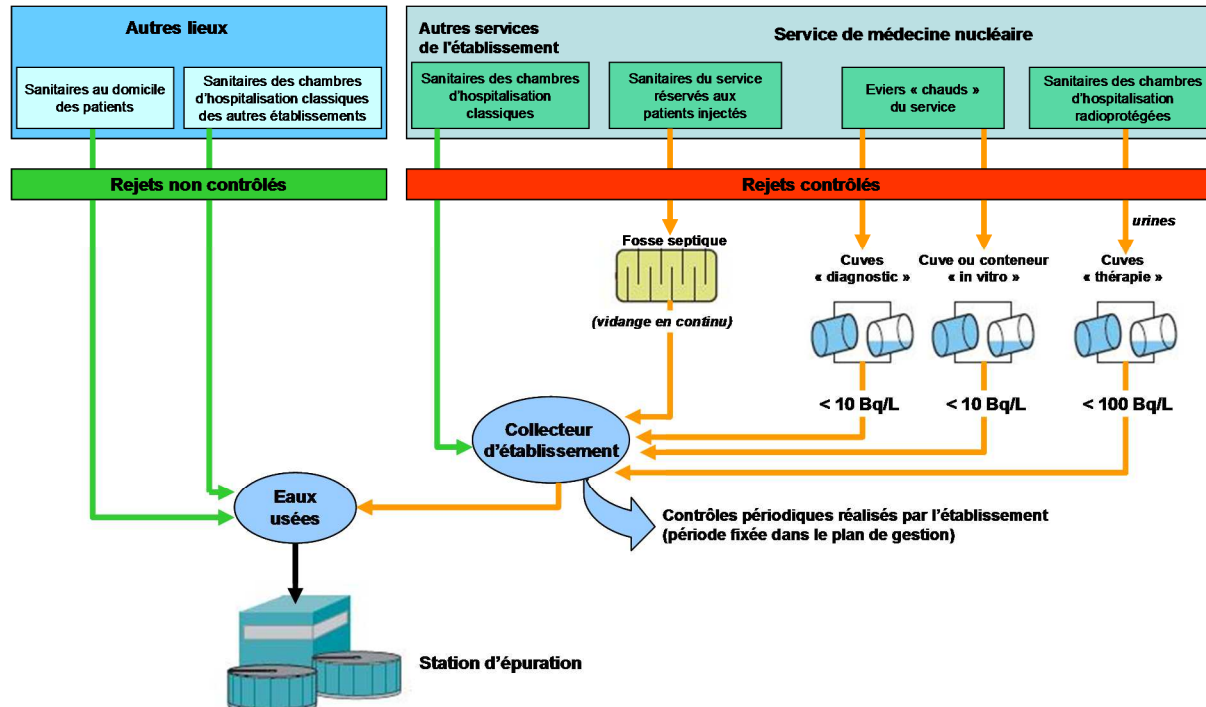 Autres lieux
Sanitaires au domicile
des patients
Sanitaires des chambres
d'hospitalisation classiques
des autres établissements
Autres services
de l'établissement
Service de médecine nucléaire
Sanitaires des chambres
d'hospitalisation
classiques
Sanitaires du service
réservés aux
patients injectés
Eviers « chauds »
du service
Sanitaires des chambres
d'hospitalisation
radioprotégées
Rejets non contrôlés
Rejets contrôlés
urines
Fosse septique
(vidange en continu)
Cuves
« diagnostic »
Cuve ou conteneur
« in vitro »
Cuves
« thérapie »
< 10 Bq/L
< 10 Bq/L
< 100 Bq/L
Collecteur
d'établissement
Eaux
usées
Contrôles périodiques réalisés par l'établissement
(période fixée dans le plan de gestion)
Station d'épuration